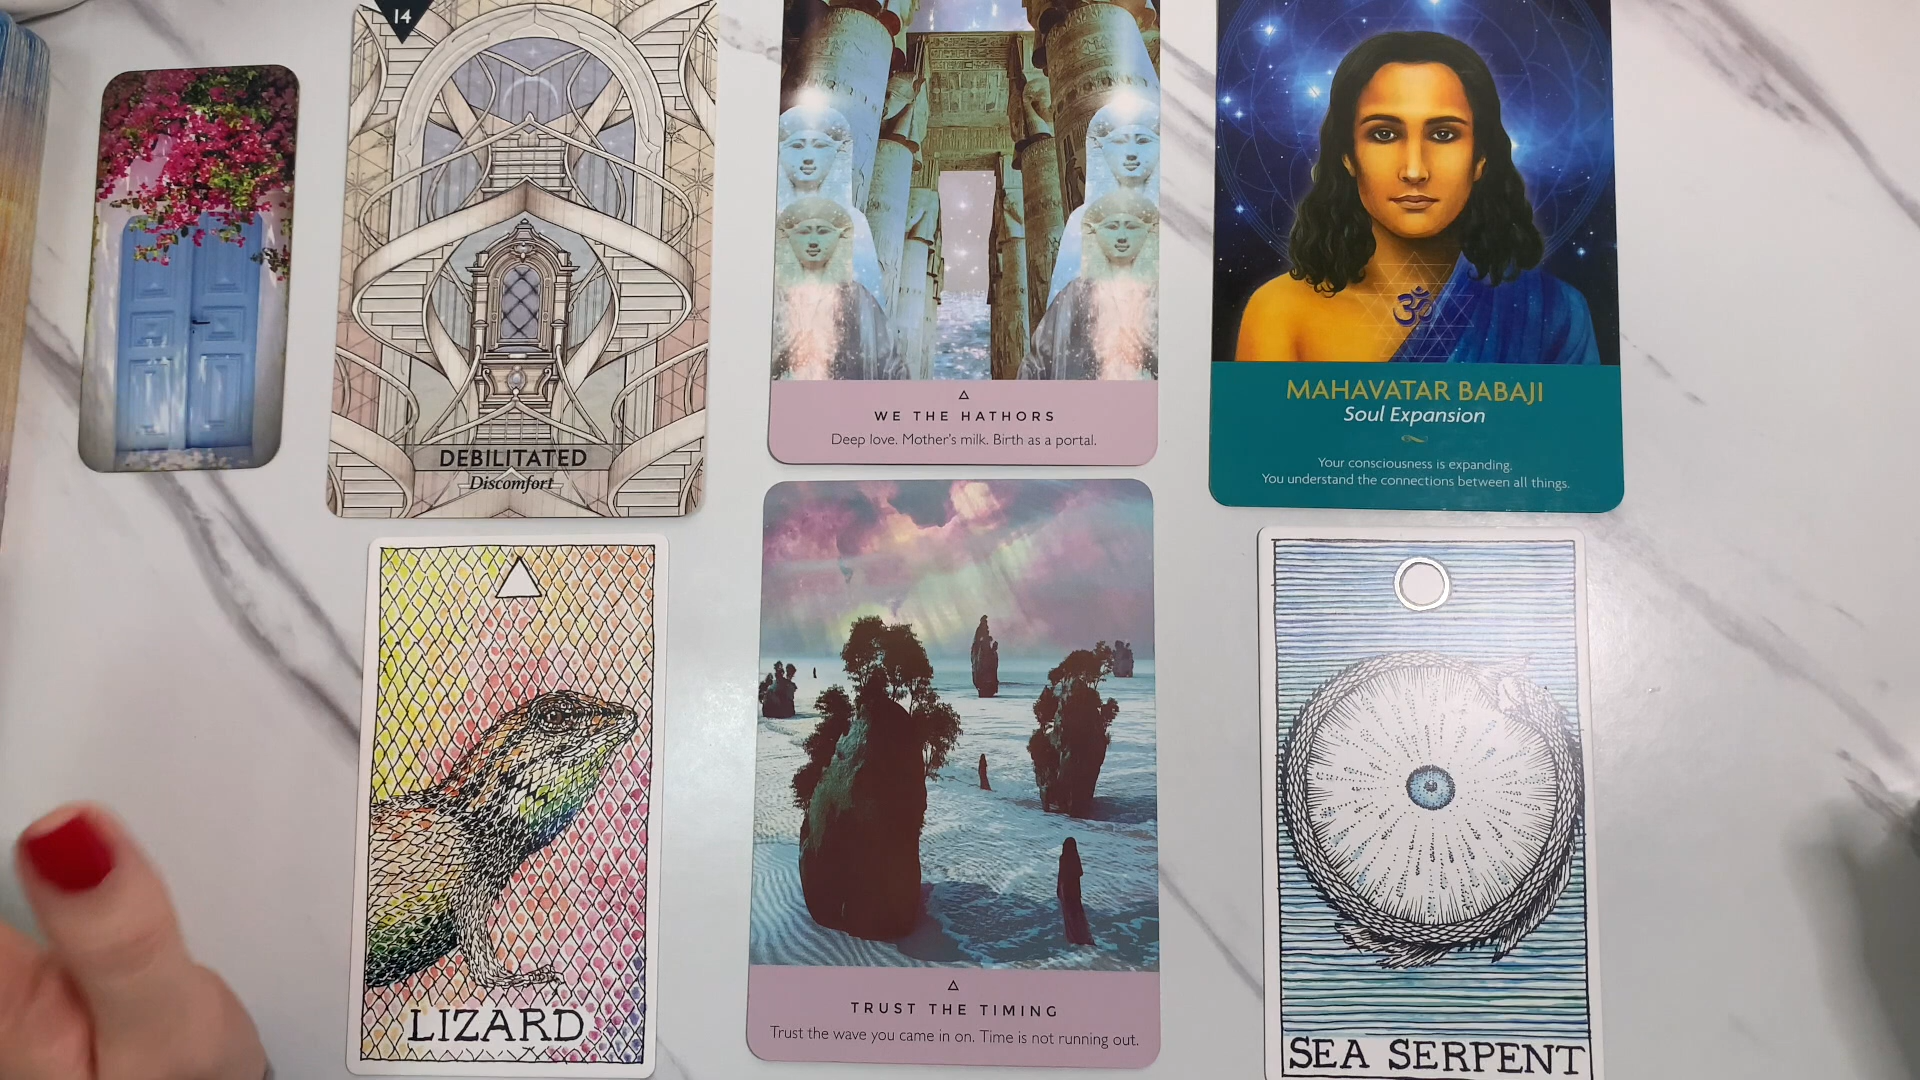 14
DEBILITATED
Discomfort
WE THE HATHORS
Deep love. Mother's milk. Birth as a portal.
ॐ
MAHAVATAR BABAJI
Soul Expansion
Your consciousness is expanding.
You understand the connections between all things.
LIZARD
TRUST THE TIMING
Trust the wave you came in on. Time is not running out.
SEA SERPENT